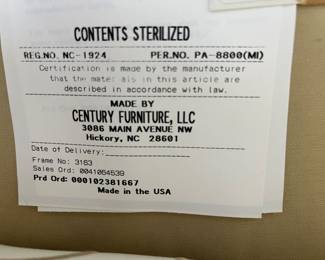 CONTENTS STERILIZED
REG.NO. NC-1924 PER.NO. PA-8800(MI)
Certification is made by the manufacturer
that the materials in this article are
described in accordance with law.
MADE BY
CENTURY FURNITURE, LLC
3086 MAIN AVENUE NW
Hickory, NC 28601
Date of Delivery:
Frame No: 3163
Sales Ord: 0041064539
Prd Ord: 000102381667
Made in the USA